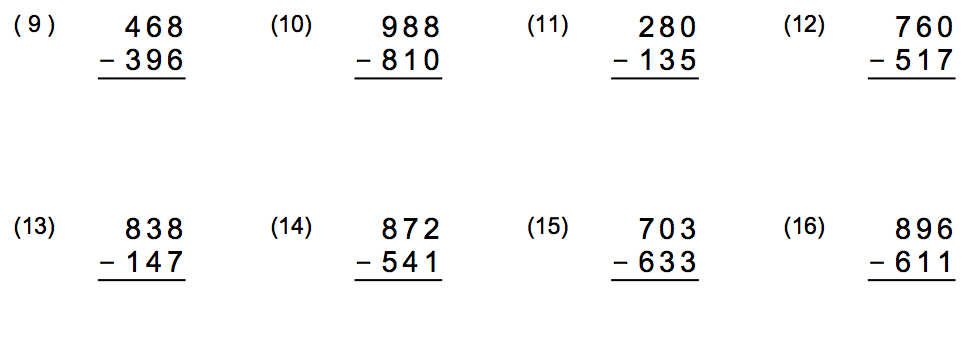 ( 9 ) 468 (10) 988 (11) 280 (12) 760
− 396 − 810 − 135 − 517
(13) 838 (14) 872 (15) 703 (16) 896
− 147 − 541 − 633 − 611